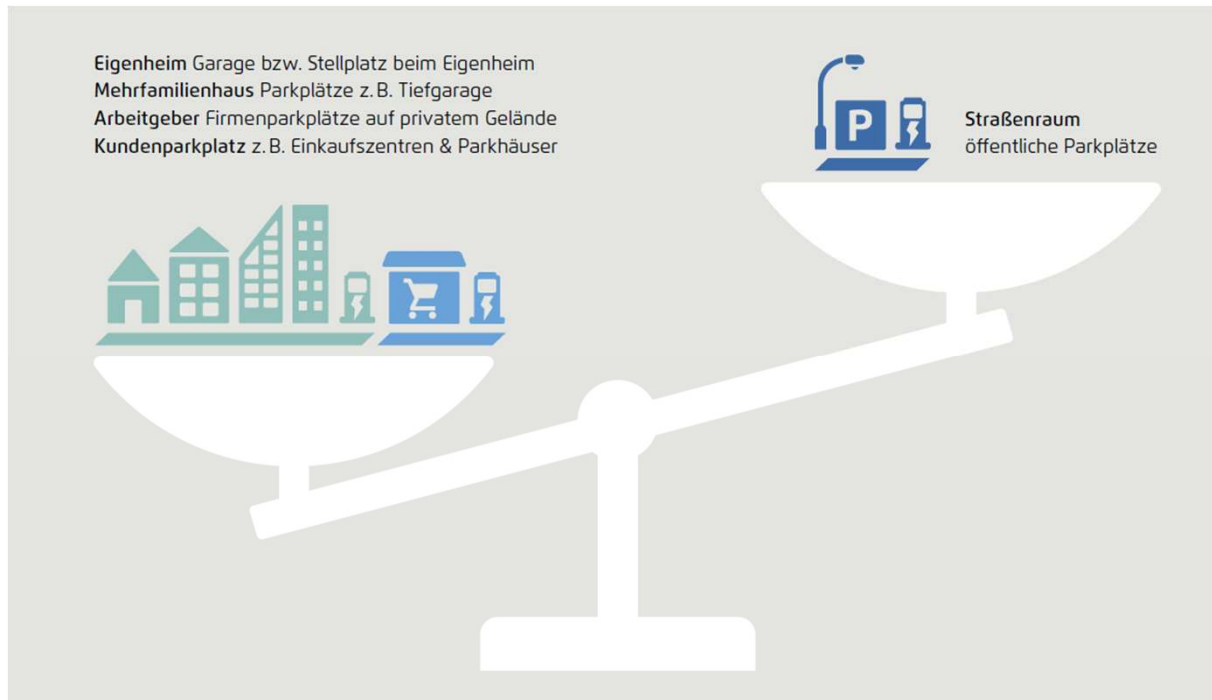 Eigenheim Garage bzw. Stellplatz beim Eigenheim
Mehrfamilienhaus Parkplätze z. B. Tiefgarage
Arbeitgeber Firmenparkplätze auf privatem Gelände
Kundenparkplatz z. B. Einkaufszentren & Parkhäuser
P
Straßenraum
öffentliche Parkplätze